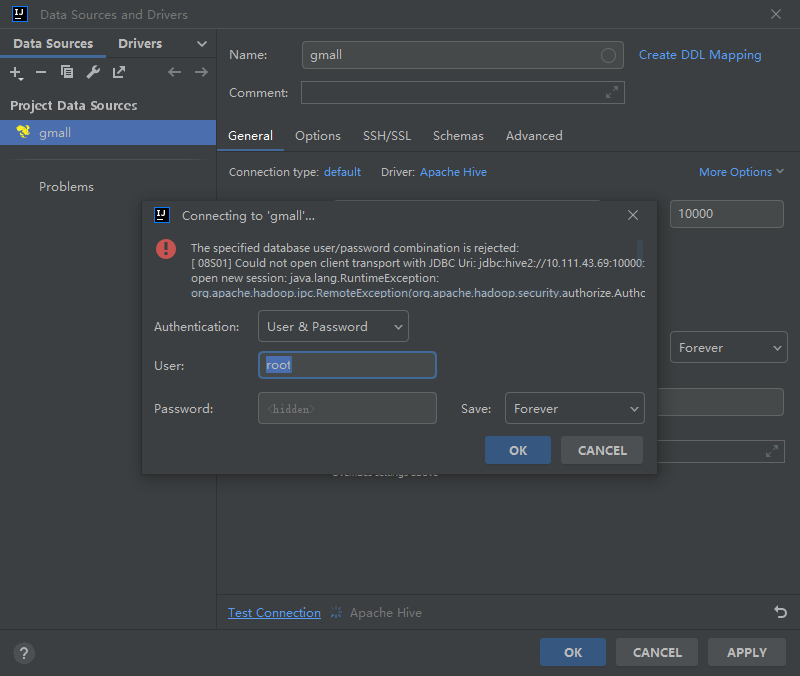 Data Sources and Drivers
Data Sources
Drivers
Project Data Sources
gmall
Problems
Name:
gmall
Create DDL Mapping
Comment:
General
Options
SSH/SSL
Schemas
Advanced
Connection type: default
Driver: Apache Hive
More Options
10000
Connecting to 'gmall'...
The specified database user/password combination is rejected:
[ 08S01] Could not open client transport with JDBC Uri: jdbc:hive2://10.111.43.69:10000:
open new session: java.lang.RuntimeException:
org.apache.hadoop.ipc.RemoteException(org.apache.hadoop.security.authorize.Autho
Authentication:
User & Password
User:
root
Password:
<hidden>
Save:
Forever
OK
CANCEL
Forever
Test Connection
Apache Hive
?
OK
CANCEL
APPLY